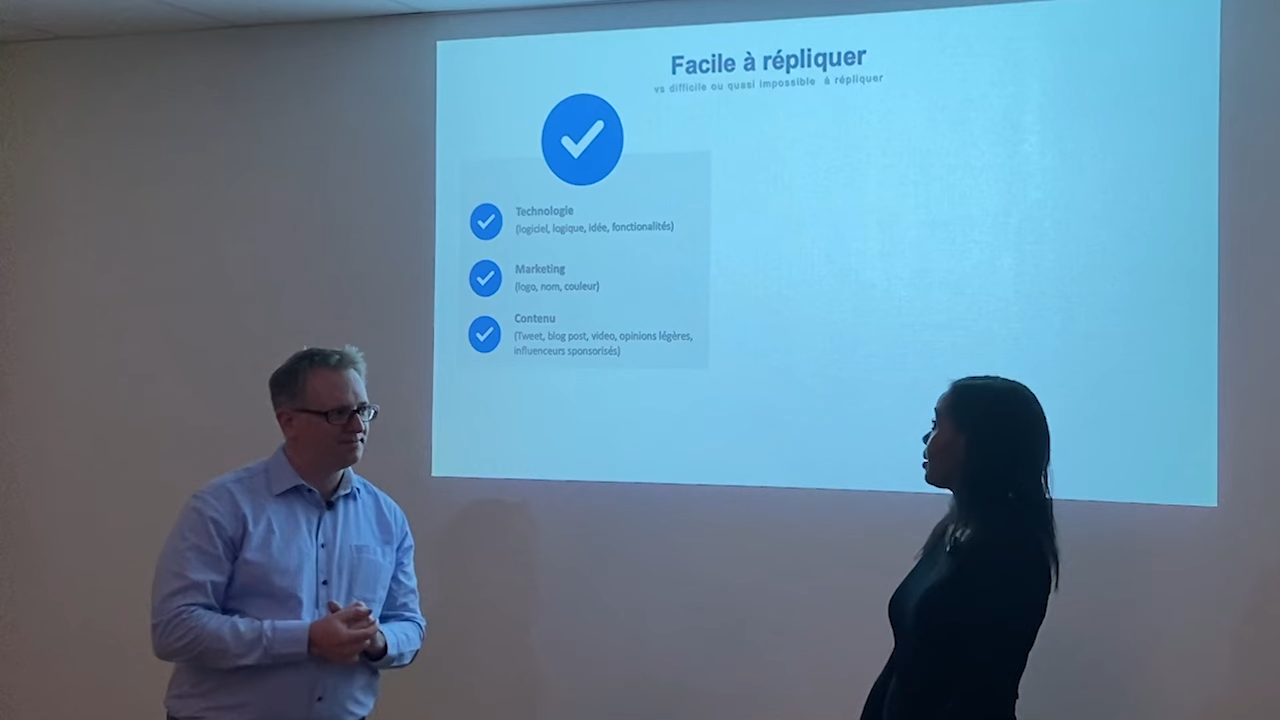 Facile à répliquer
vs difficile ou quasi impossible à répliquer
Technologie
(logiciel, logique, idée, fonctionalités)
Marketing
(logo, nom, couleur)
Contenu
(Tweet, blog post, video, opinions légères,
influenceurs sponsorisés)